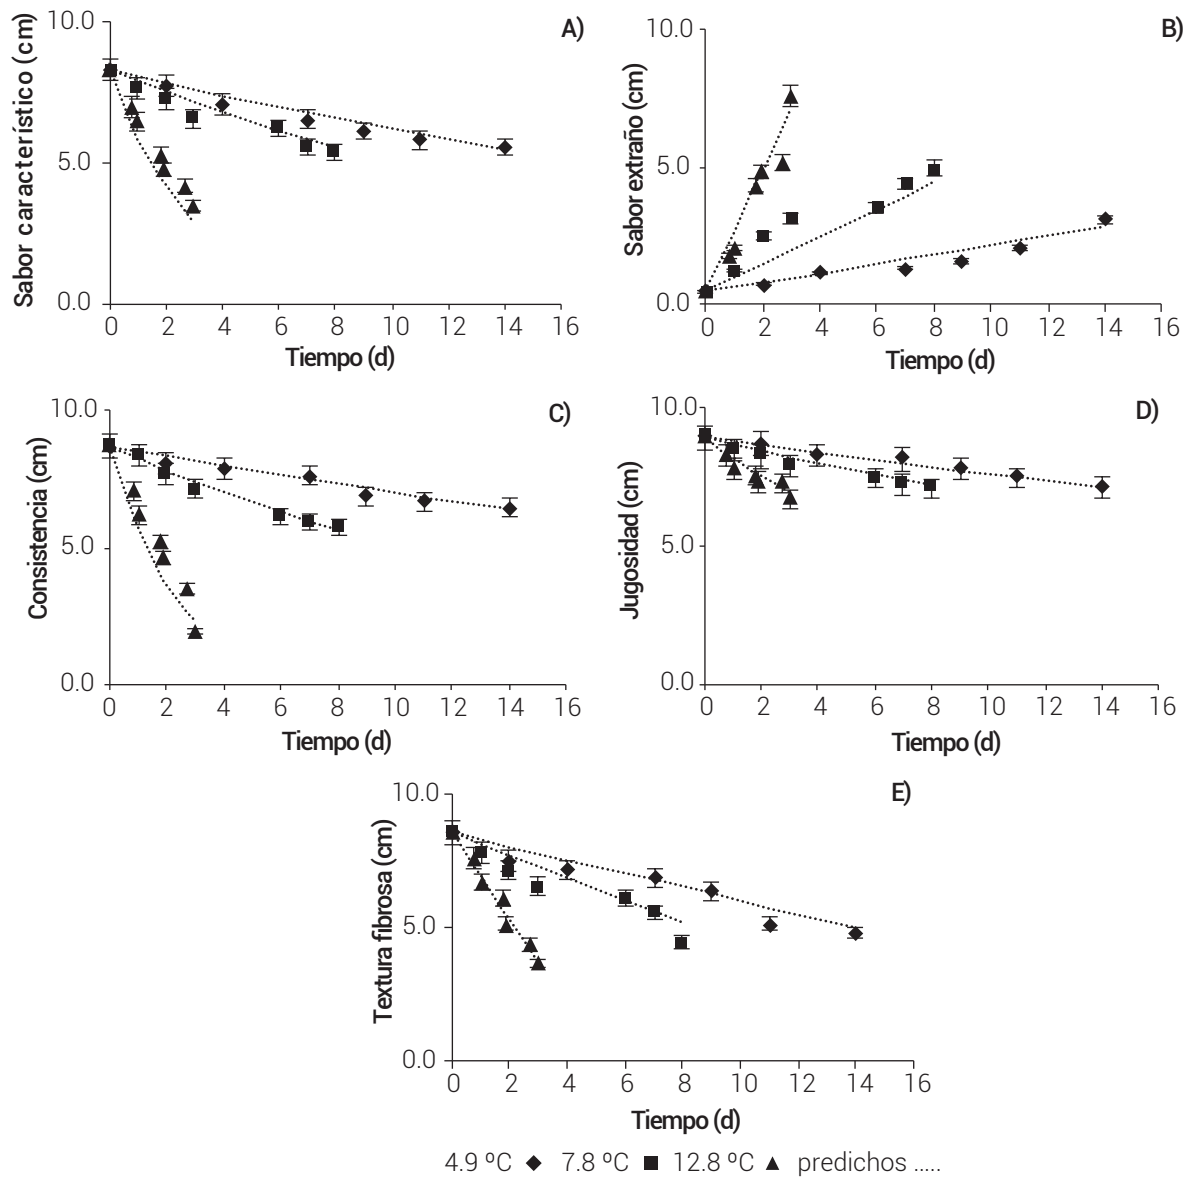 A)
10.0
5.0
0.0
Sabor característico (cm)
0 2 4 6 8 10 12 14 16
Tiempo (d)
B)
10.0
5.0
0.0
Sabor extraño (cm)
0 2 4 6 8 10 12 14 16
Tiempo (d)
C)
10.0
5.0
0.0
Consistencia (cm)
0 2 4 6 8 10 12 14 16
Tiempo (d)
D)
10.0
5.0
0.0
Jugosidad (cm)
0 2 4 6 8 10 12 14 16
Tiempo (d)
E)
10.0
5.0
0.0
Textura fibrosa (cm)
0 2 4 6 8 10 12 14 16
Tiempo (d)
4.9 ºC ◆ 7.8 ºC ■ 12.8 ºC ▲ predichos .....